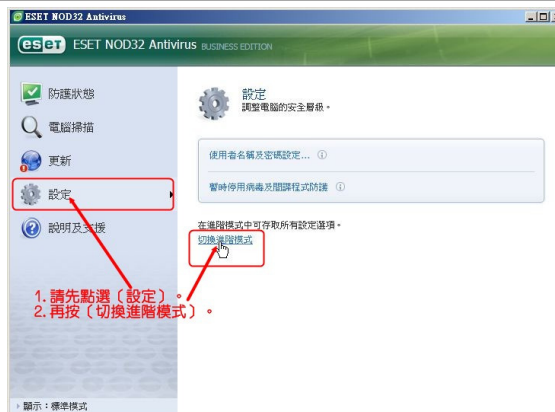 ESET NOD32 Antivirus
eset ESET NOD32 Antivirus BUSINESS EDITION
防護狀態
電腦掃描
更新
設定
說明及支援
設定
調整電腦的安全層級。
使用者名稱及密碼設定...
暫時停用病毒及間諜程式防護
在進階模式中可存取所有設定選項。
切換進階模式
1. 請先點選〔設定〕。
2. 再按〔切換進階模式〕。
顯示：標準模式